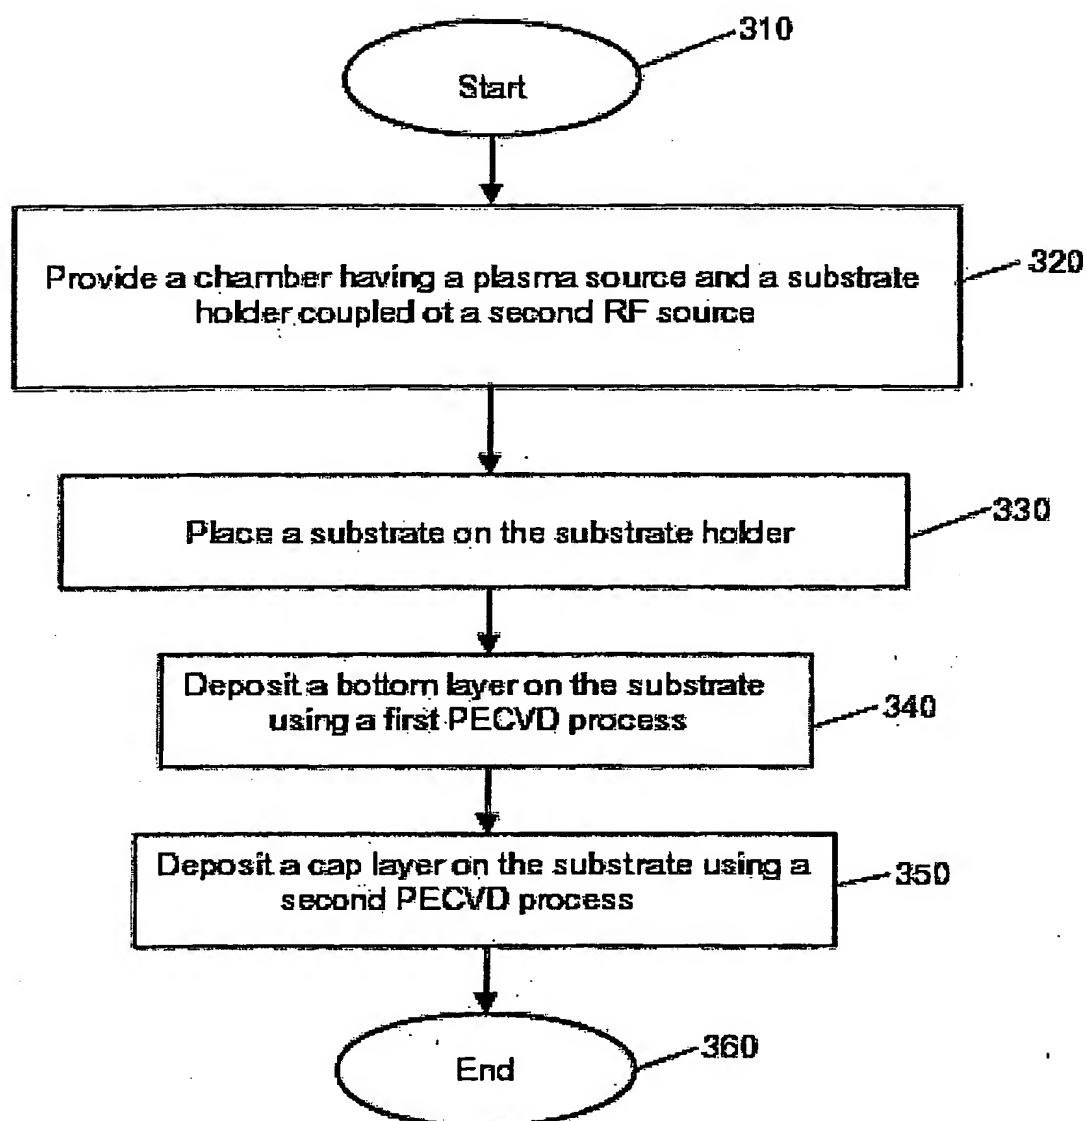 310
Start
Provide a chamber having a plasma source and a substrate
holder coupled ot a second RF source
320
Place a substrate on the substrate holder
330
Deposit a bottom layer on the substrate
using a first PECVD process
340
Deposit a cap layer on the substrate using a
second PECVD process
350
End
360